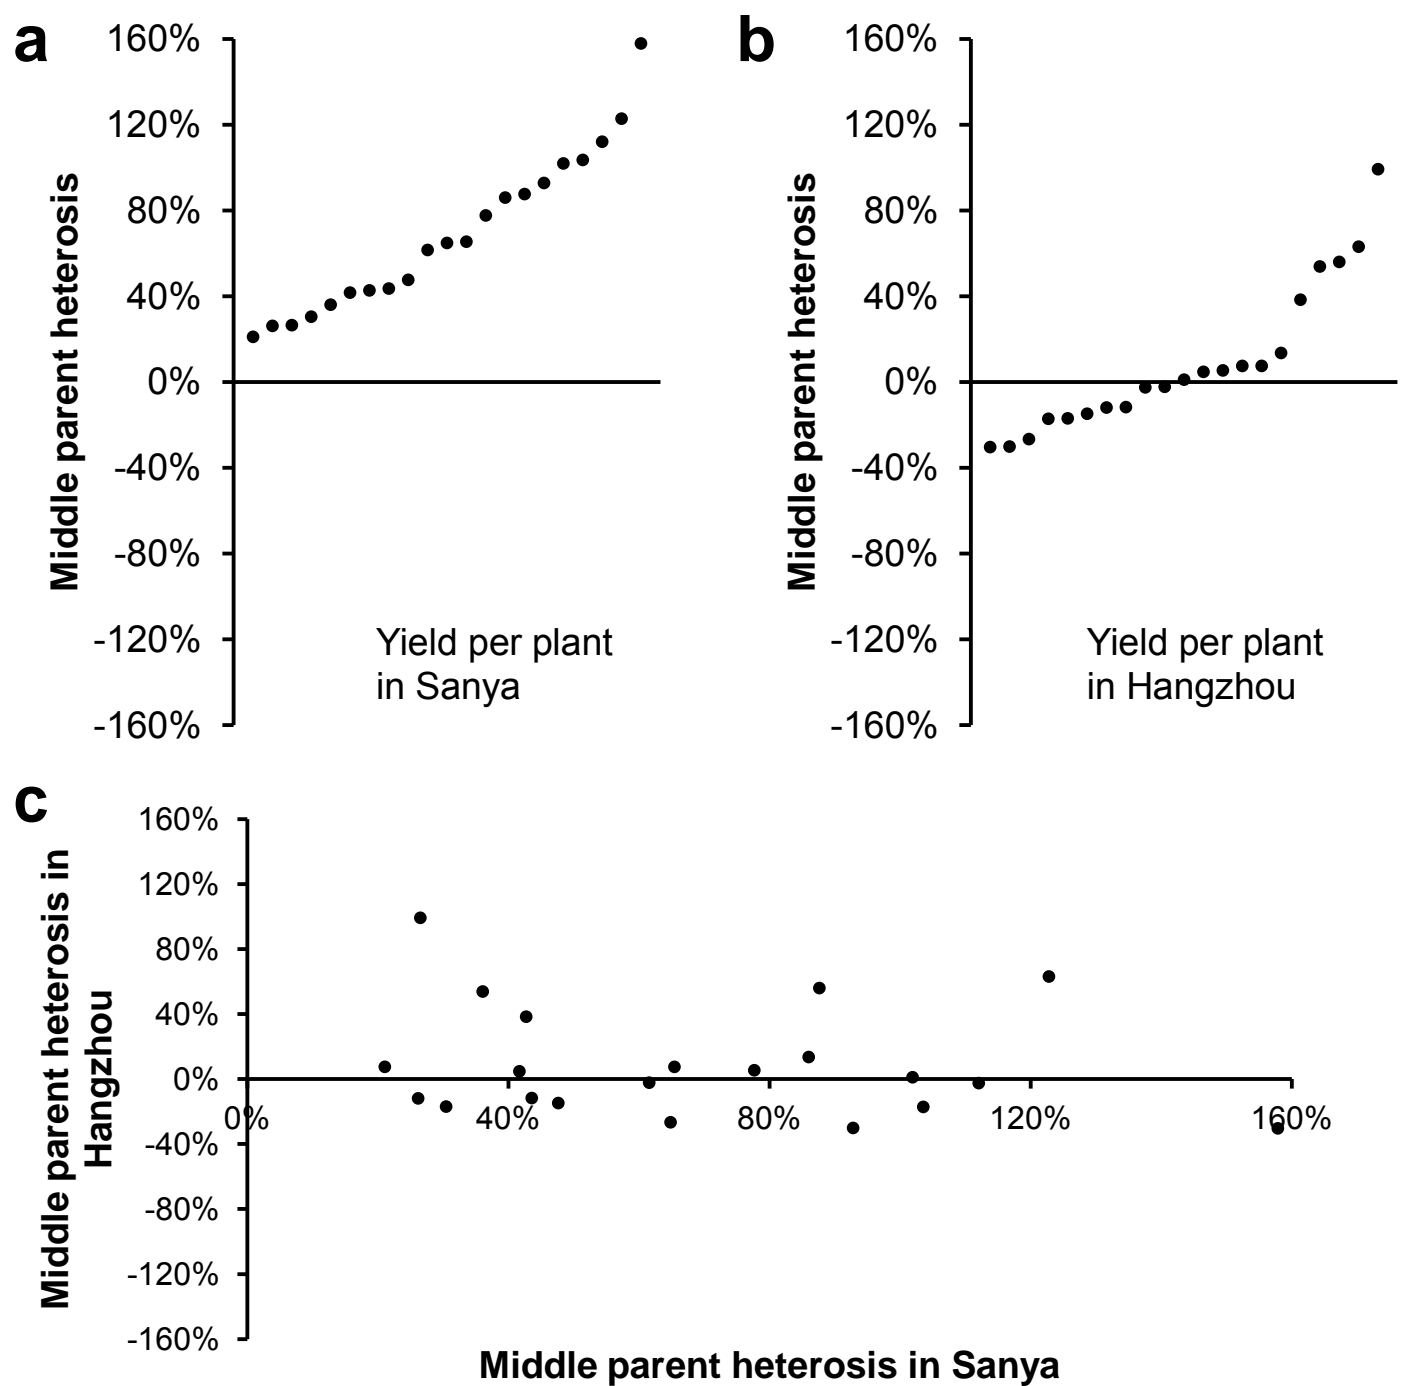 a
160%
120%
80%
40%
0%
-40%
-80%
-120%
-160%
Middle parent heterosis
Yield per plant
in Sanya
b
160%
120%
80%
40%
0%
-40%
-80%
-120%
-160%
Middle parent heterosis
Yield per plant
in Hangzhou
c
160%
120%
80%
40%
0%
-40%
-80%
-120%
-160%
Middle parent heterosis in
Hangzhou
0%
40%
80%
120%
160%
Middle parent heterosis in Sanya